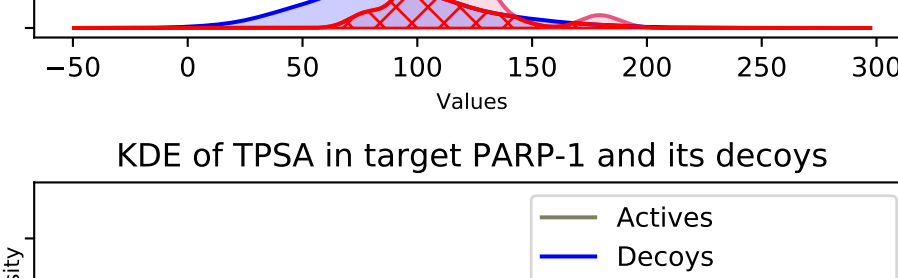 −50 0 50 100 150 200 250 300
Values
KDE of TPSA in target PARP-1 and its decoys
Actives
Decoys